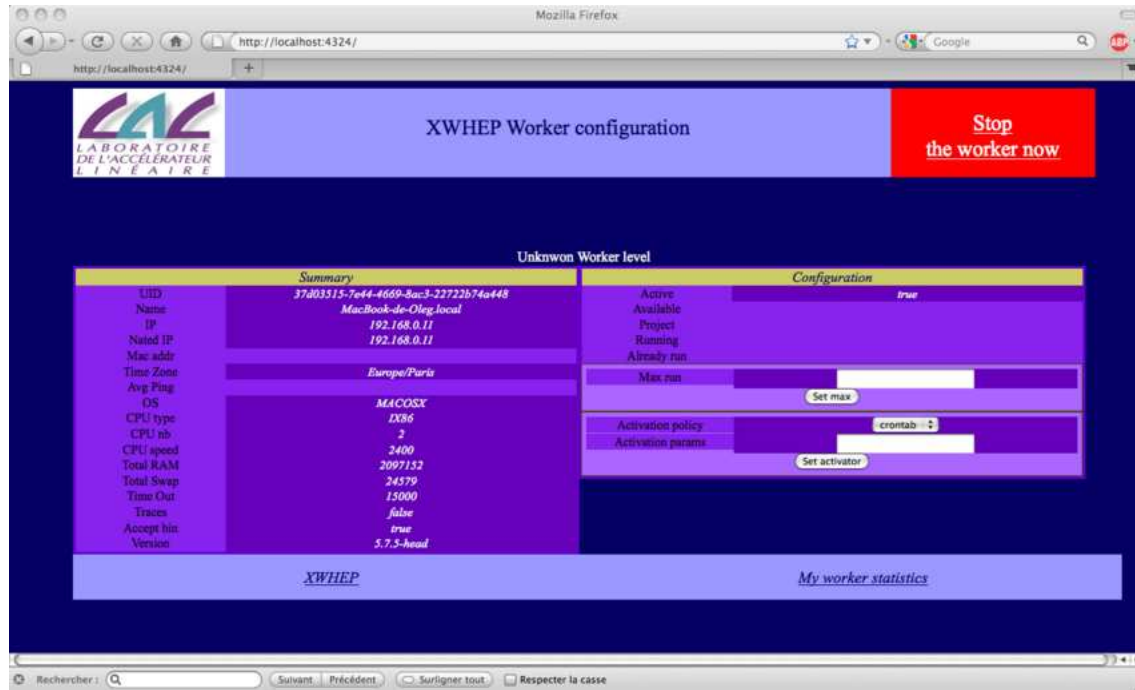 Mozilla Firefox
http://localhost:4324/
Google
http://localhost:4324/
LABORATOIRE
DE L'ACCÉLÉRATEUR
LINÉAIRE
XWHEP Worker configuration
Stop
the worker now
Unknwon Worker level
Summary
UID 37d03515-7e44-4669-8ac3-22722b74a448
Name MacBook-de-Oleg.local
IP 192.168.0.11
Nated IP 192.168.0.11
Mac addr
Time Zone Europe/Paris
Avg Ping
OS MACOSX
CPU type IX86
CPU nb 2
CPU speed 2400
Total RAM 2097152
Total Swap 24579
Time Out 15000
Traces false
Accept bin true
Version 5.7.5-head
Configuration
Active true
Available
Project
Running
Already run
Max run
Set max
Activation policy crontab
Activation params
Set activator
XWHEP My worker statistics
Rechercher : Suivant Précédent Surligner tout Respecter la casse